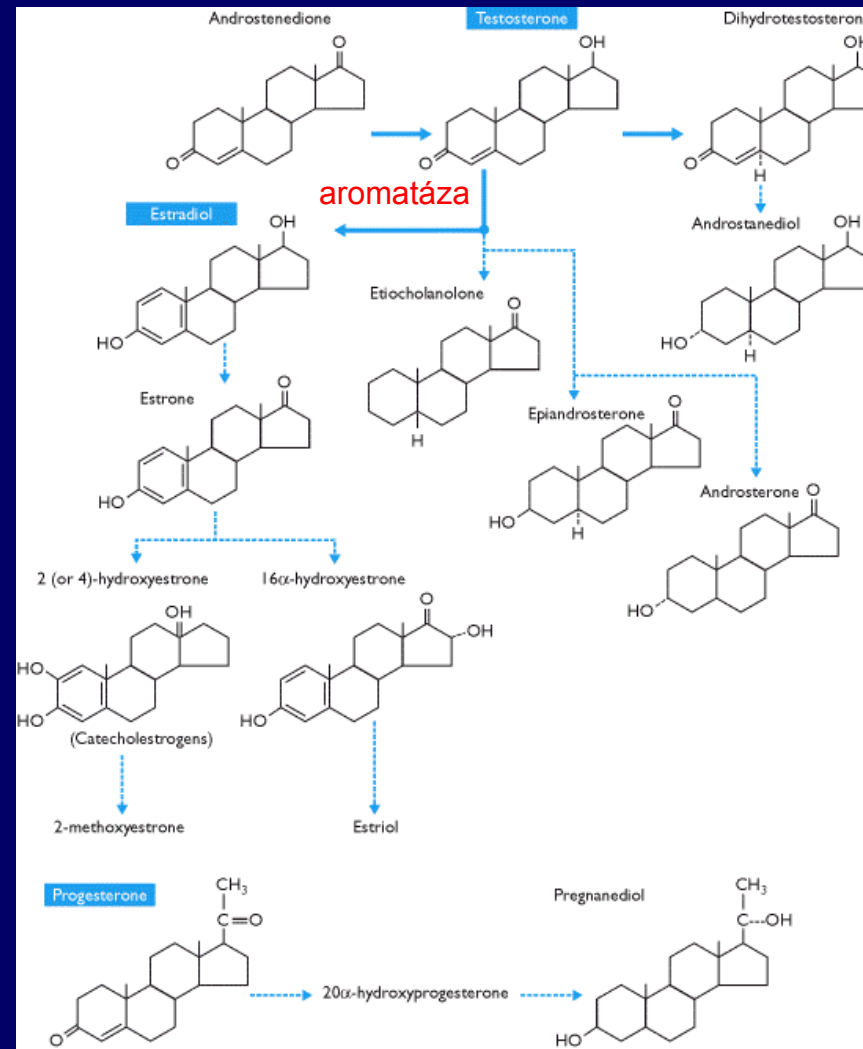 Androstenedione
Testosterone
Dihydrotestosteron
O
OH
OH
O
O
O
H
aromatáza
Estradiol
OH
HO
Androstanediol
OH
HO
H
Etiocholanolone
O
H
Estrone
O
HO
Epiandrosterone
O
HO
H
Androsterone
O
HO
2 (or 4)-hydroxyestrone
16α-hydroxyestrone
OH
HO
HO
(Catecholestrogens)
O
OH
HO
2-methoxyestrone
Estriol
Progesterone
CH3
C=O
O
20α-hydroxyprogesterone
Pregnanediol
CH3
C---OH
HO